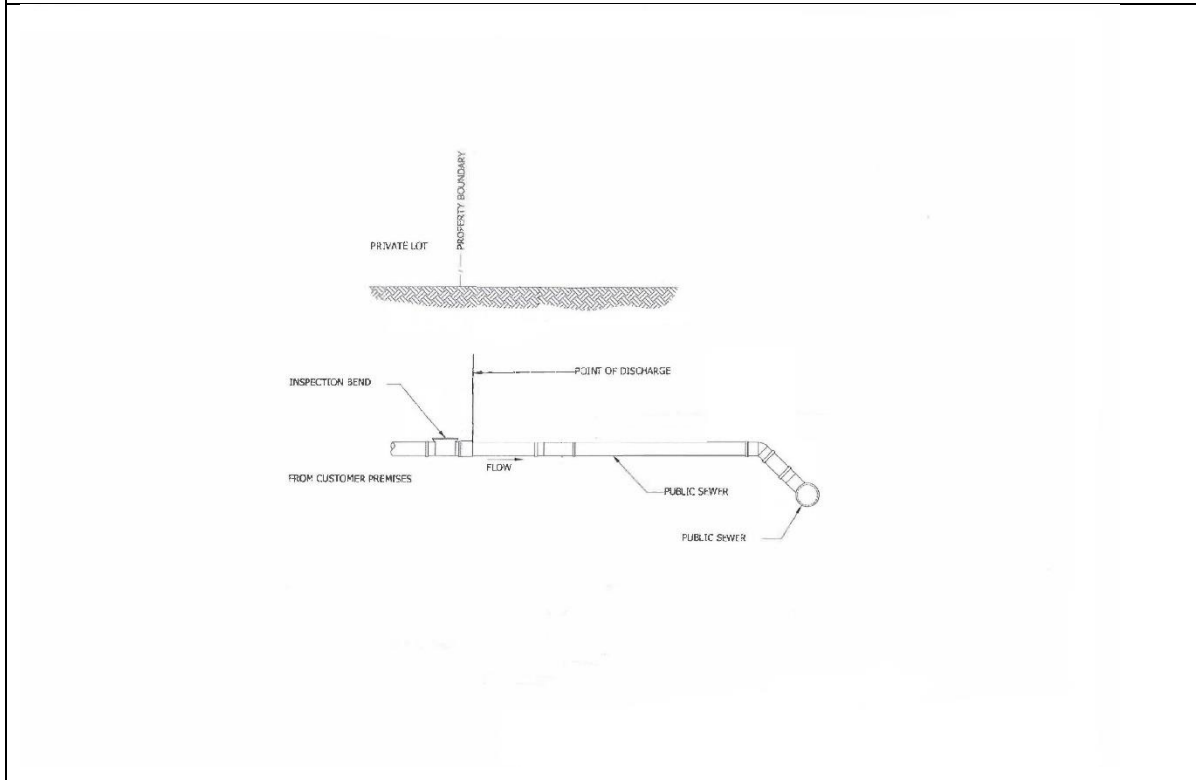 PROPERTY BOUNDARY
PRIVATE LOT
POINT OF DISCHARGE
INSPECTION BEND
FLOW
FROM CUSTOMER PREMISES
PUBLIC SEWER
PUBLIC SEWER